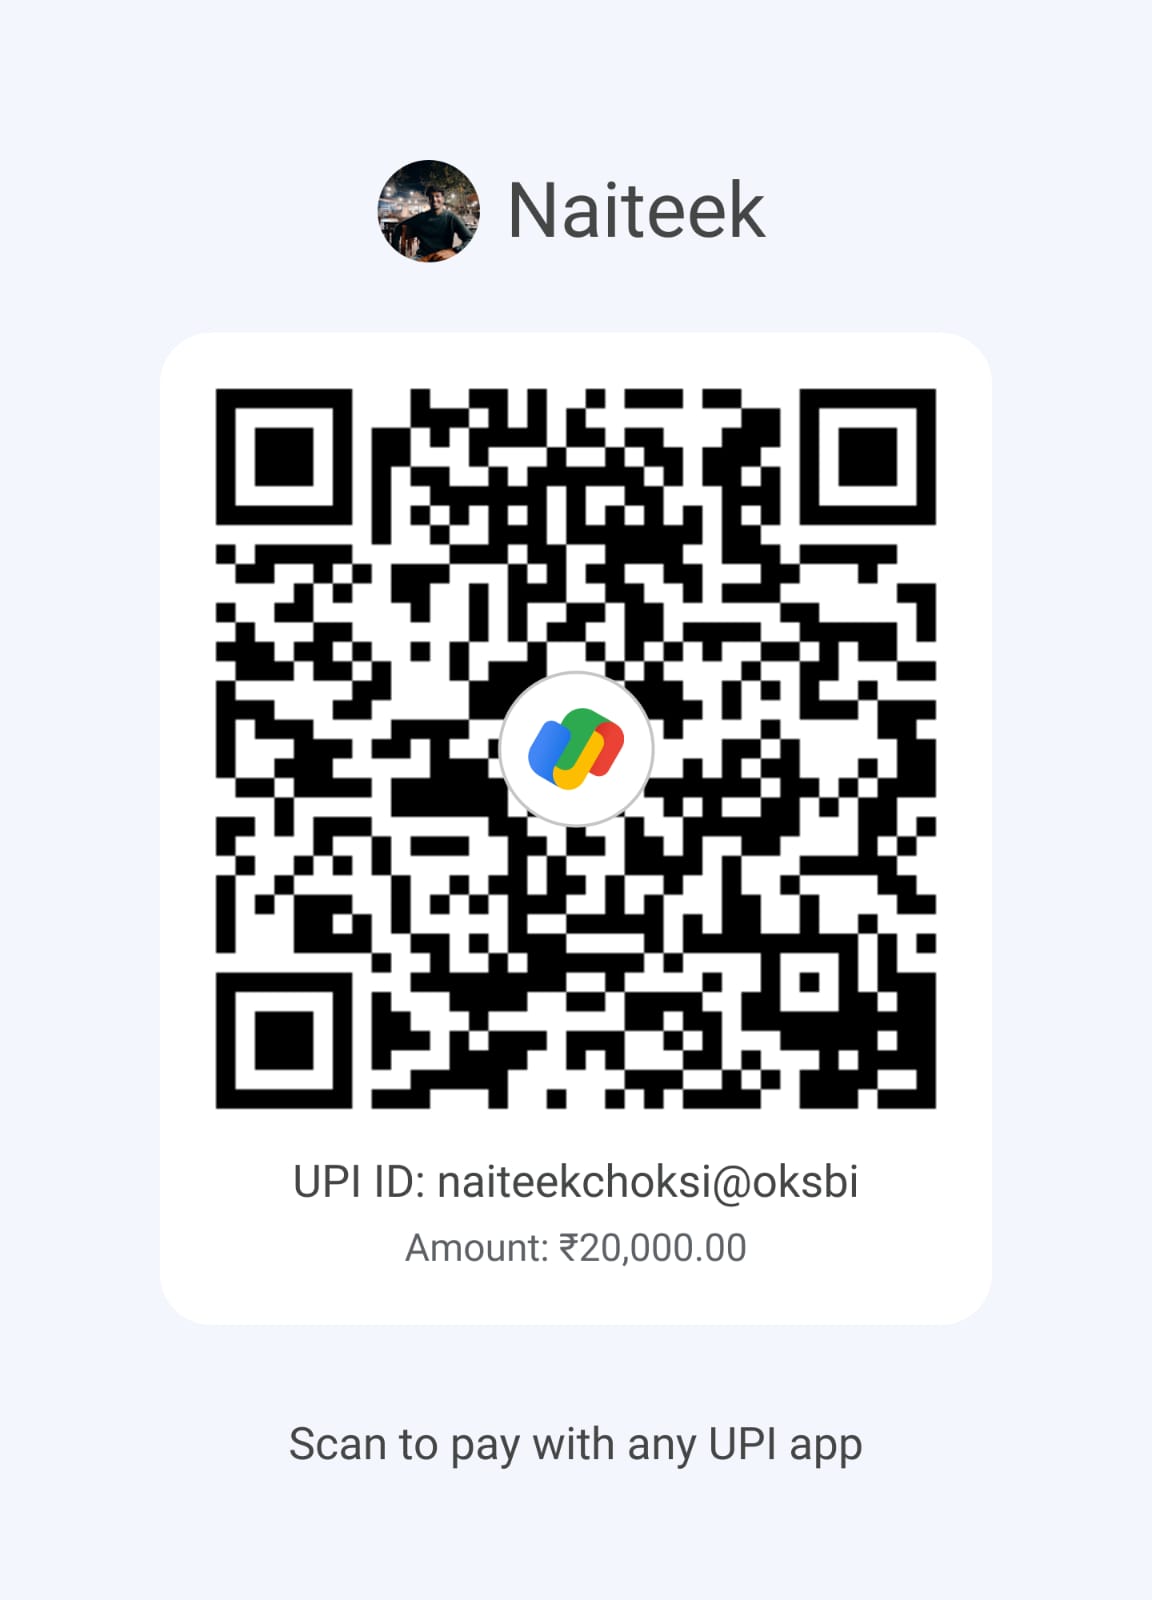 Naiteek
UPI ID: naiteekchoksi@oksbi
Amount: ₹20,000.00
Scan to pay with any UPI app